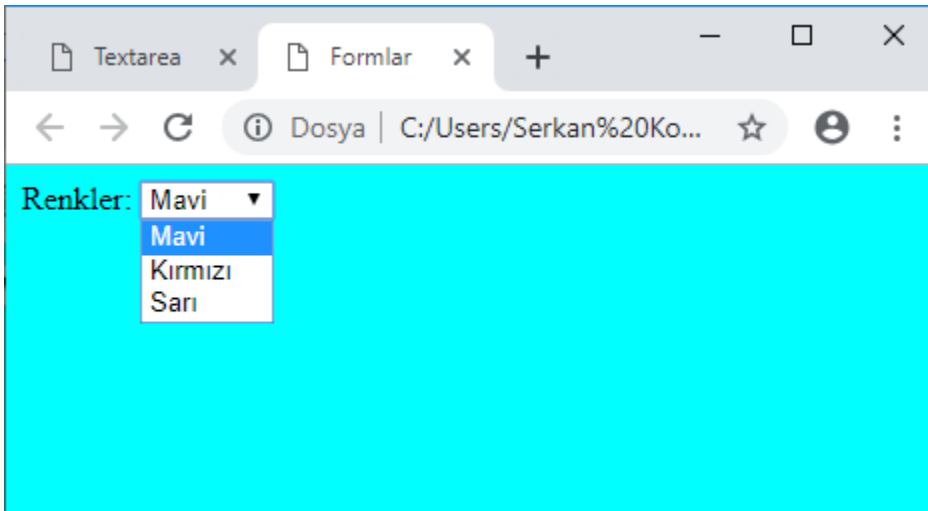 Textarea
Formlar
Dosya | C:/Users/Serkan%20Ko...
Renkler: Mavi
Mavi
Kırmızı
Sarı